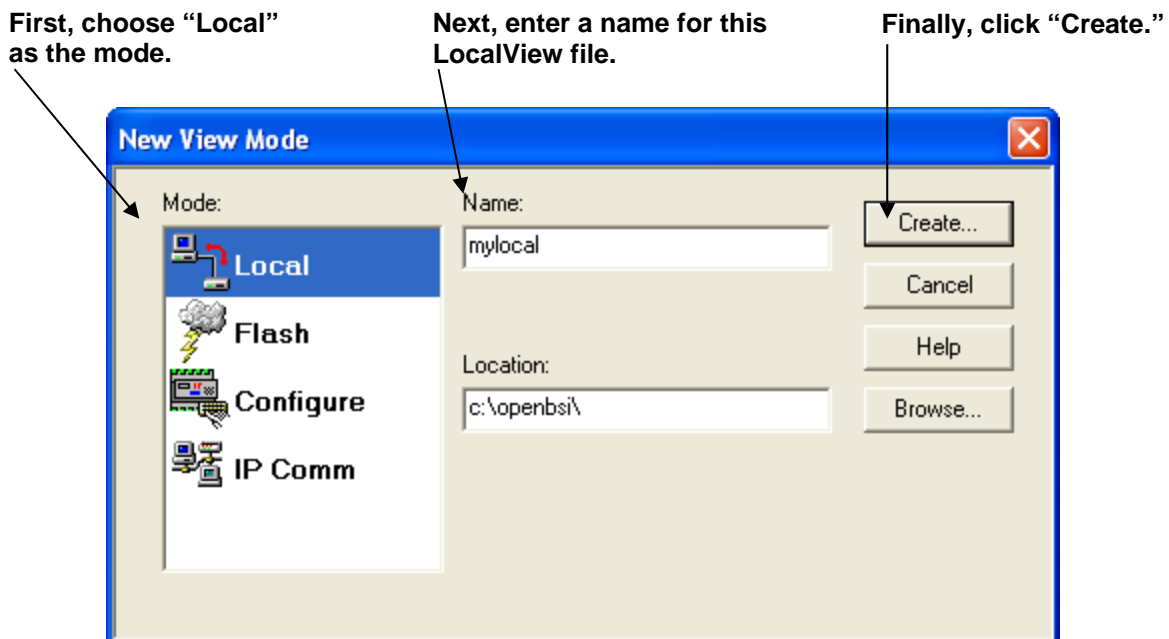 First, choose “Local”
as the mode.
Next, enter a name for this
LocalView file.
Finally, click “Create.”
New View Mode
Mode:
Local
Flash
Configure
IP Comm
Name:
mylocal
Location:
c:\openbsi\
Create...
Cancel
Help
Browse...